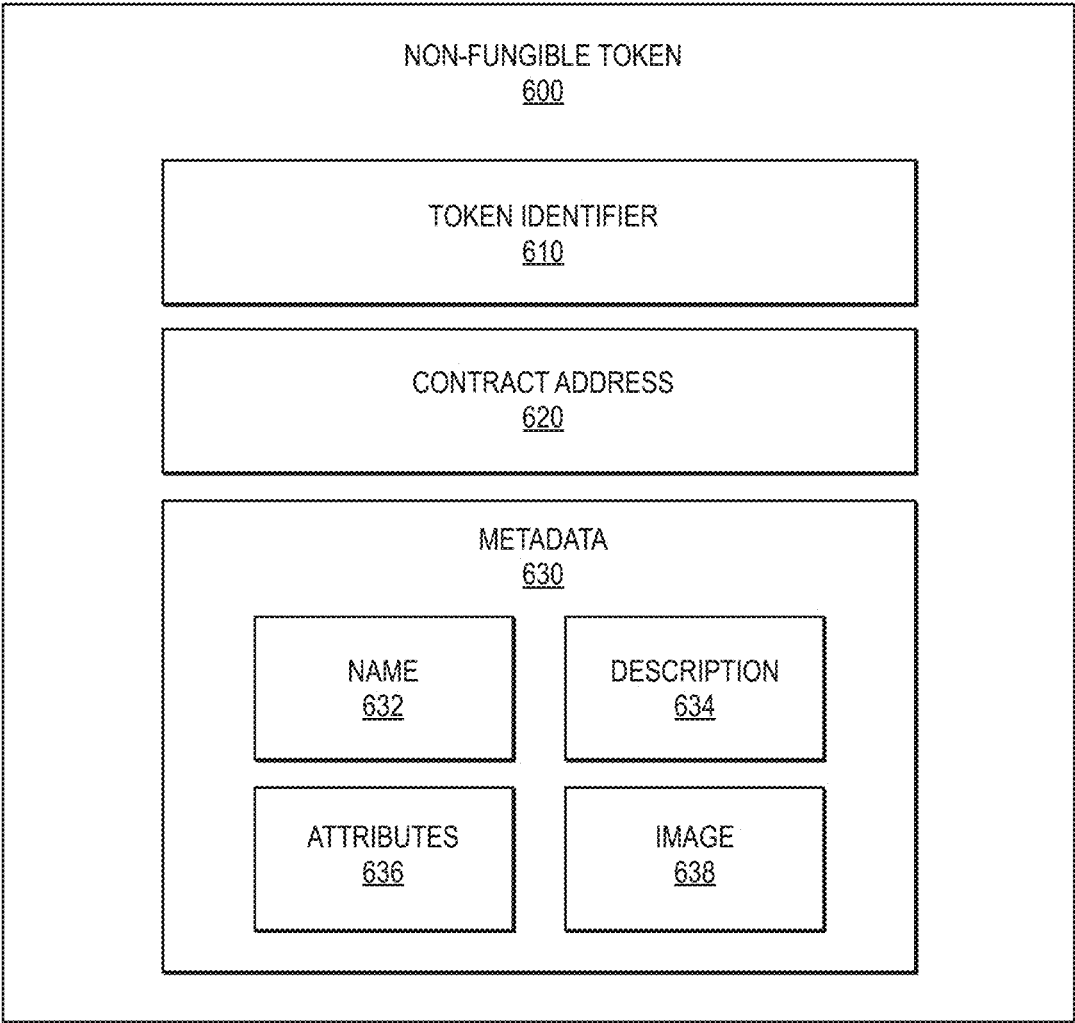 NON-FUNGIBLE TOKEN
600
TOKEN IDENTIFIER
610
CONTRACT ADDRESS
620
METADATA
630
NAME
632
DESCRIPTION
634
ATTRIBUTES
636
IMAGE
638